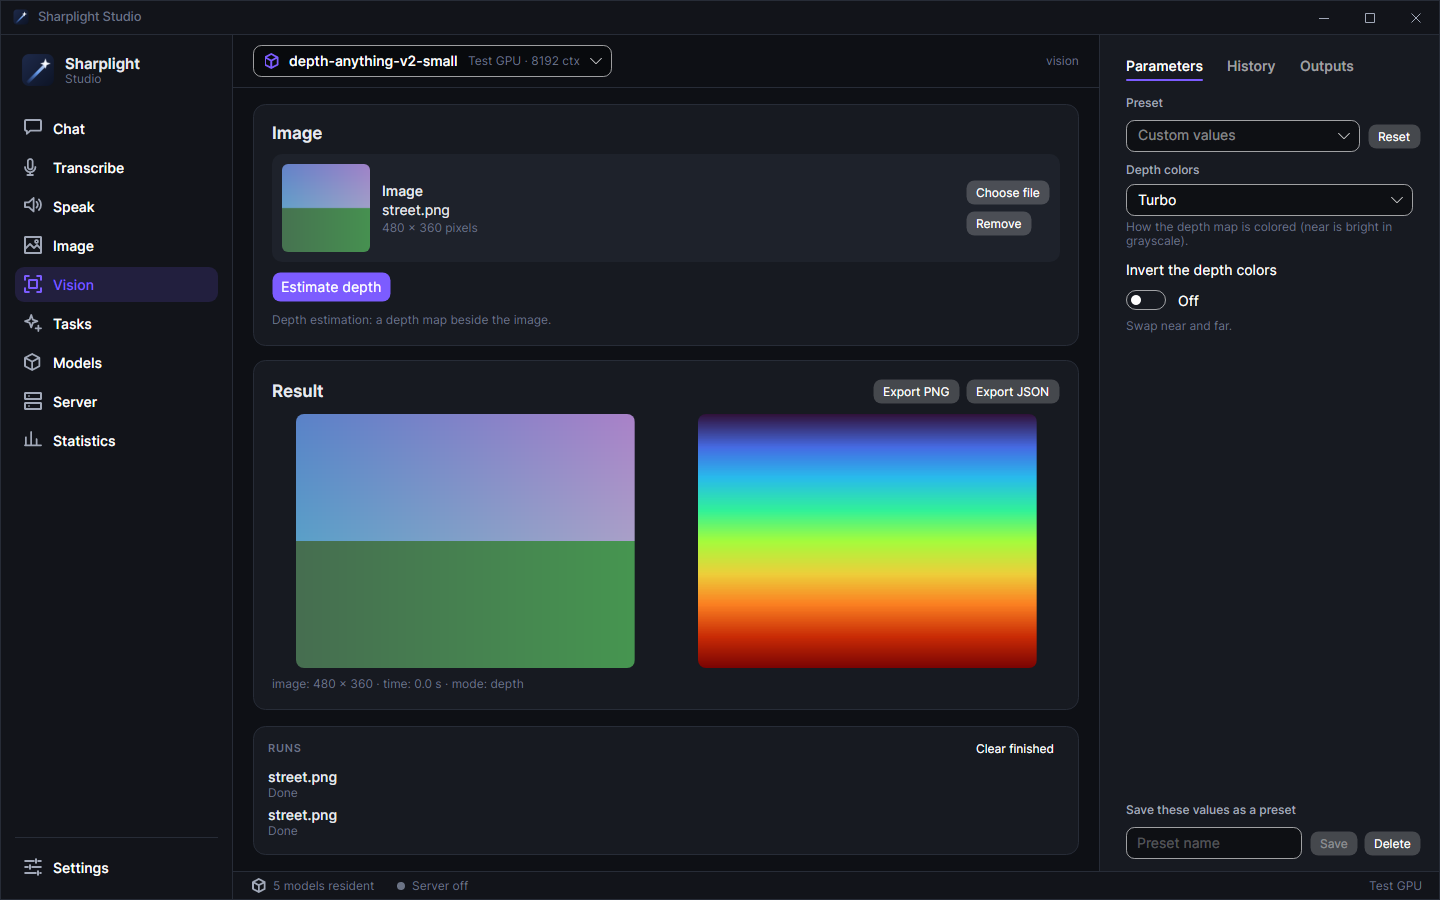 Sharplight Studio
Sharplight
Studio
Chat
Transcribe
Speak
Image
Vision
Tasks
Models
Server
Statistics
Settings
depth-anything-v2-small Test GPU · 8192 ctx
vision
Image
Image
street.png
480 × 360 pixels
Choose file
Remove
Estimate depth
Depth estimation: a depth map beside the image.
Result
Export PNG Export JSON
image: 480 × 360 · time: 0.0 s · mode: depth
RUNS
Clear finished
street.png
Done
street.png
Done
Parameters History Outputs
Preset
Custom values
Reset
Depth colors
Turbo
How the depth map is colored (near is bright in
grayscale).
Invert the depth colors
Off
Swap near and far.
Save these values as a preset
Preset name
Save
Delete
5 models resident
Server off
Test GPU